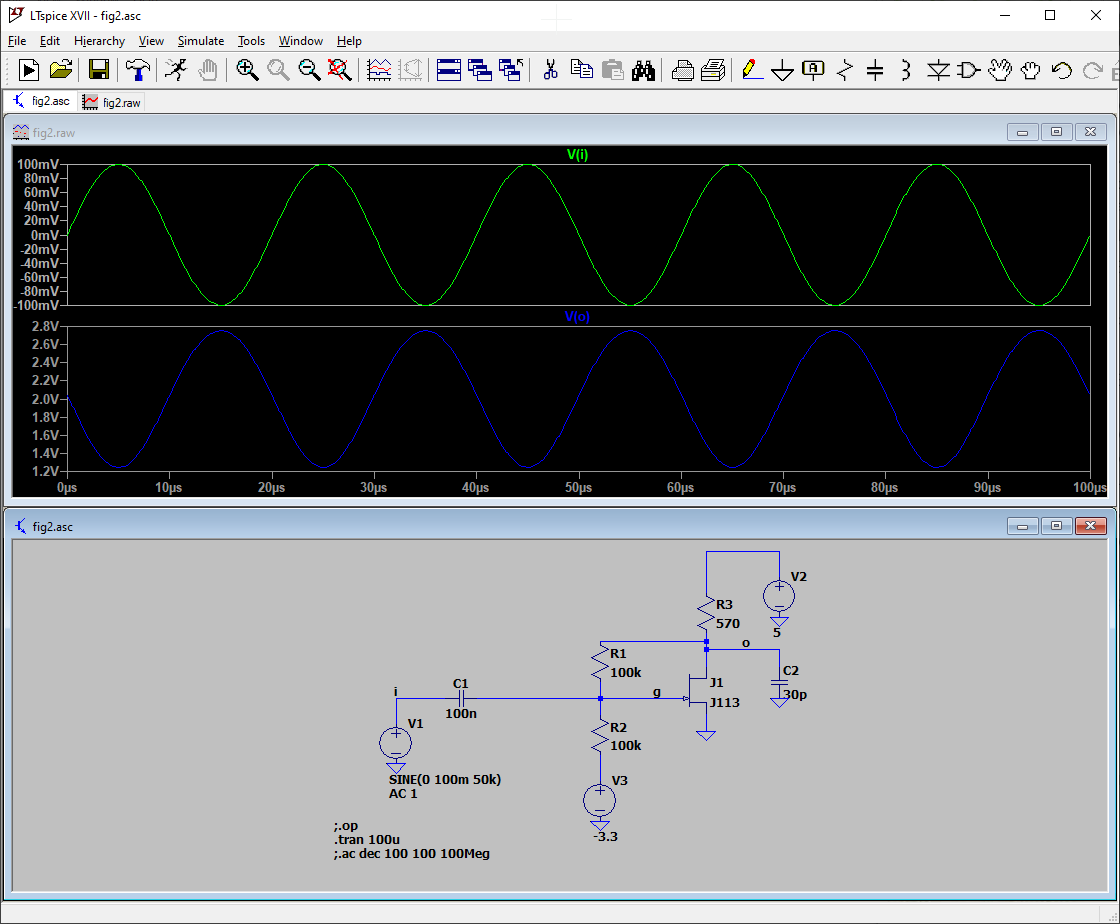 LTspice XVII - fig2.asc
File Edit Hierarchy View Simulate Tools Window Help
A
fig2.asc fig2.raw
fig2.raw
V(i)
100mV
80mV
60mV
40mV
20mV
0mV
-20mV
-40mV
-60mV
-80mV
-100mV
V(o)
2.8V
2.6V
2.4V
2.2V
2.0V
1.8V
1.6V
1.4V
1.2V
0µs 10µs 20µs 30µs 40µs 50µs 60µs 70µs 80µs 90µs 100µs
fig2.asc
V2
5
R3
570
o
C2
30p
R1
100k
J1
J113
g
C1
100n
i
V1
SINE(0 100m 50k)
AC 1
R2
100k
V3
-3.3
;.op
.tran 100u
;.ac dec 100 100 100Meg